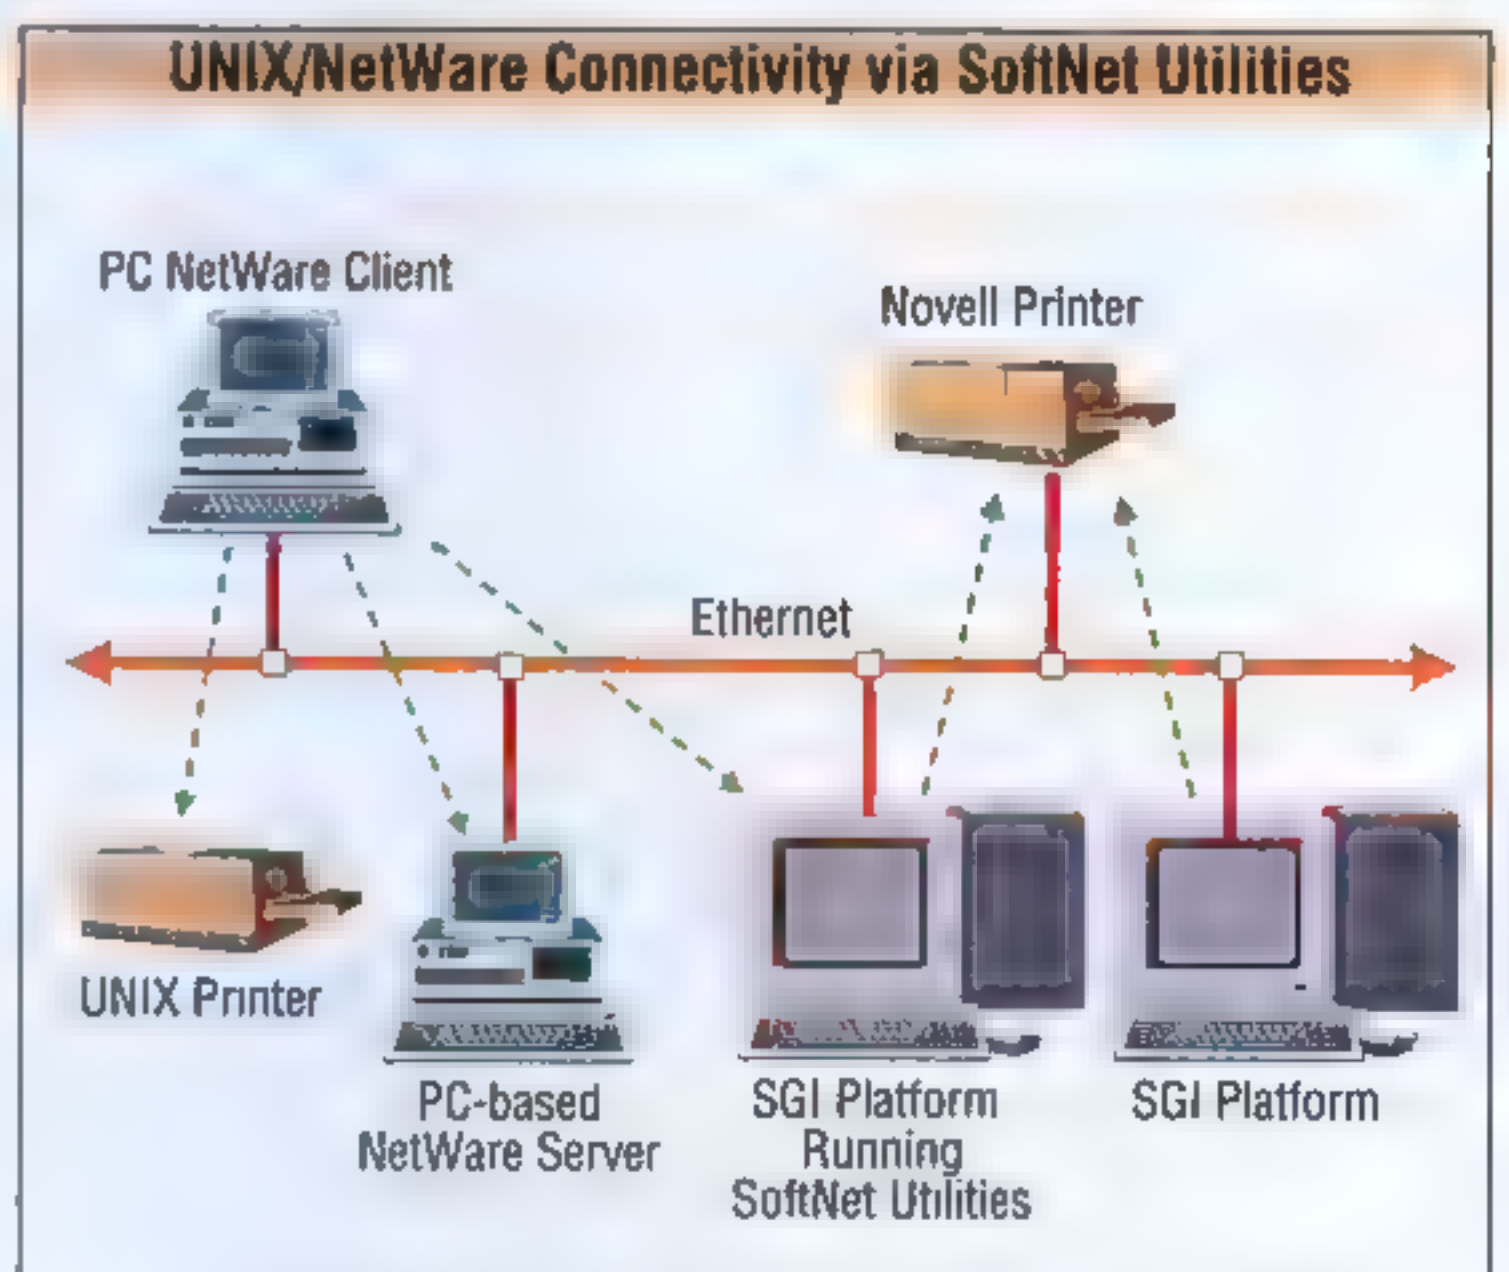 UNIX/NetWare Connectivity via SoftNet Utilities
PC NetWare Client
Novell Printer
Ethernet
UNIX Printer
PC-based
NetWare Server
SGI Platform
Running
SoftNet Utilities
SGI Platform